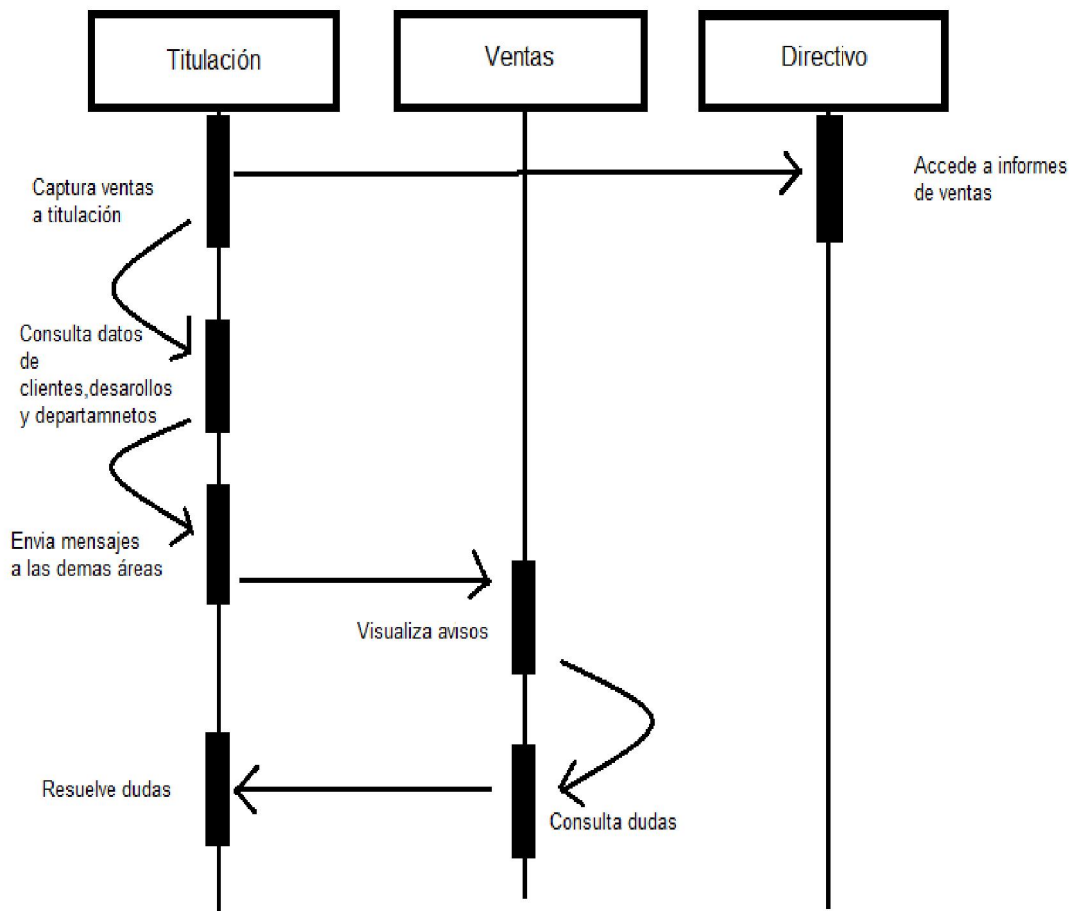 Titulación
Ventas
Directivo
Captura ventas
a titulación
Accede a informes
de ventas
Consulta datos
de
clientes,desarollos
y departamnetos
Envia mensajes
a las demas áreas
Visualiza avisos
Resuelve dudas
Consulta dudas